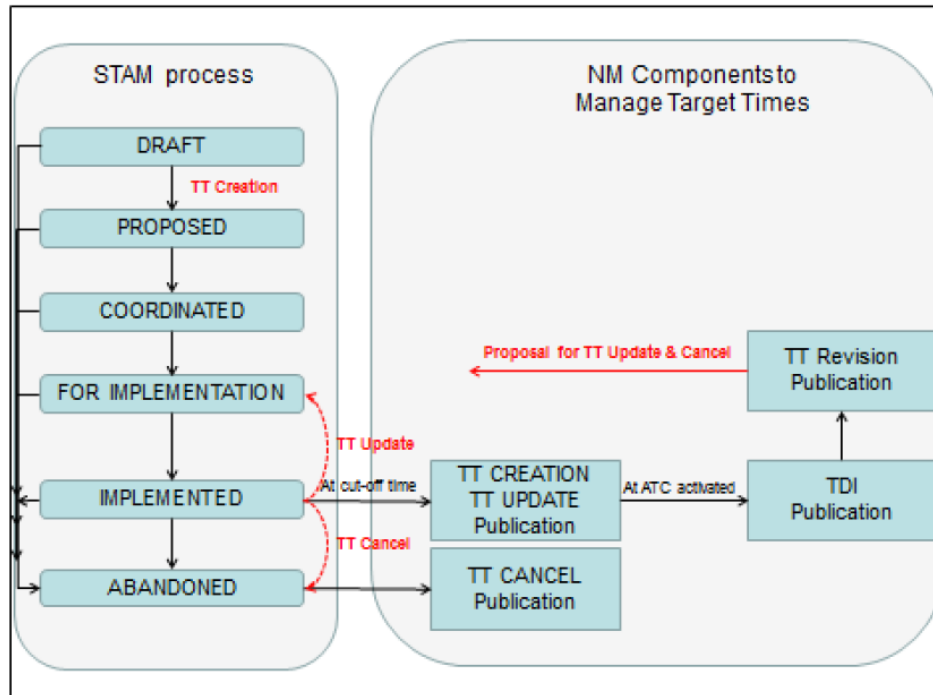 STAM process
NM Components to
Manage Target Times
DRAFT
TT Creation
PROPOSED
COORDINATED
Proposal for TT Update & Cancel
TT Revision
Publication
FOR IMPLEMENTATION
TT Update
IMPLEMENTED
At cut-off time
TT CREATION
TT UPDATE
Publication
At ATC activated
TDI
Publication
TT Cancel
ABANDONED
TT CANCEL
Publication